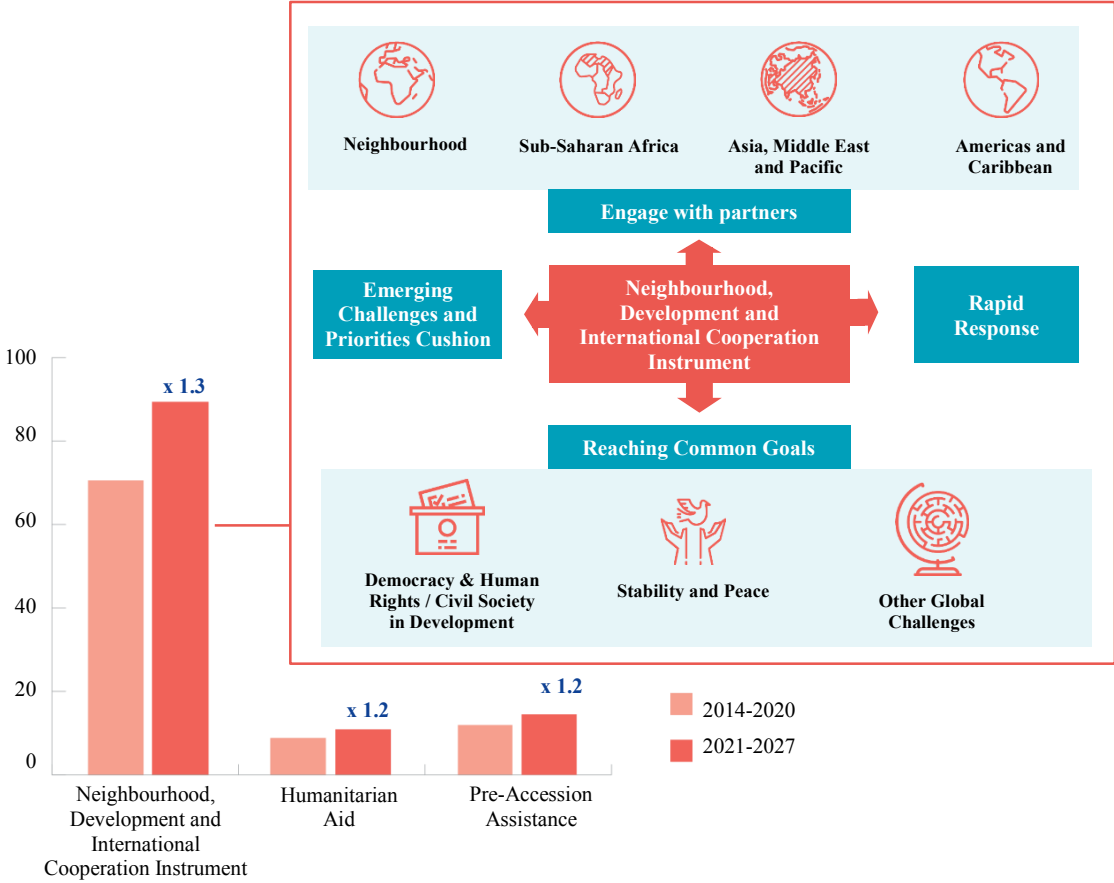 Neighbourhood
Sub-Saharan Africa
Asia, Middle East
and Pacific
Americas and
Caribbean
Engage with partners
Emerging
Challenges and
Priorities Cushion
Neighbourhood,
Development and
International Cooperation
Instrument
Rapid
Response
Reaching Common Goals
Democracy & Human
Rights / Civil Society
in Development
Stability and Peace
Other Global
Challenges
100
80
60
40
20
0
x 1.3
x 1.2
x 1.2
2014-2020
2021-2027
Neighbourhood,
Development and
International
Cooperation Instrument
Humanitarian
Aid
Pre-Accession
Assistance